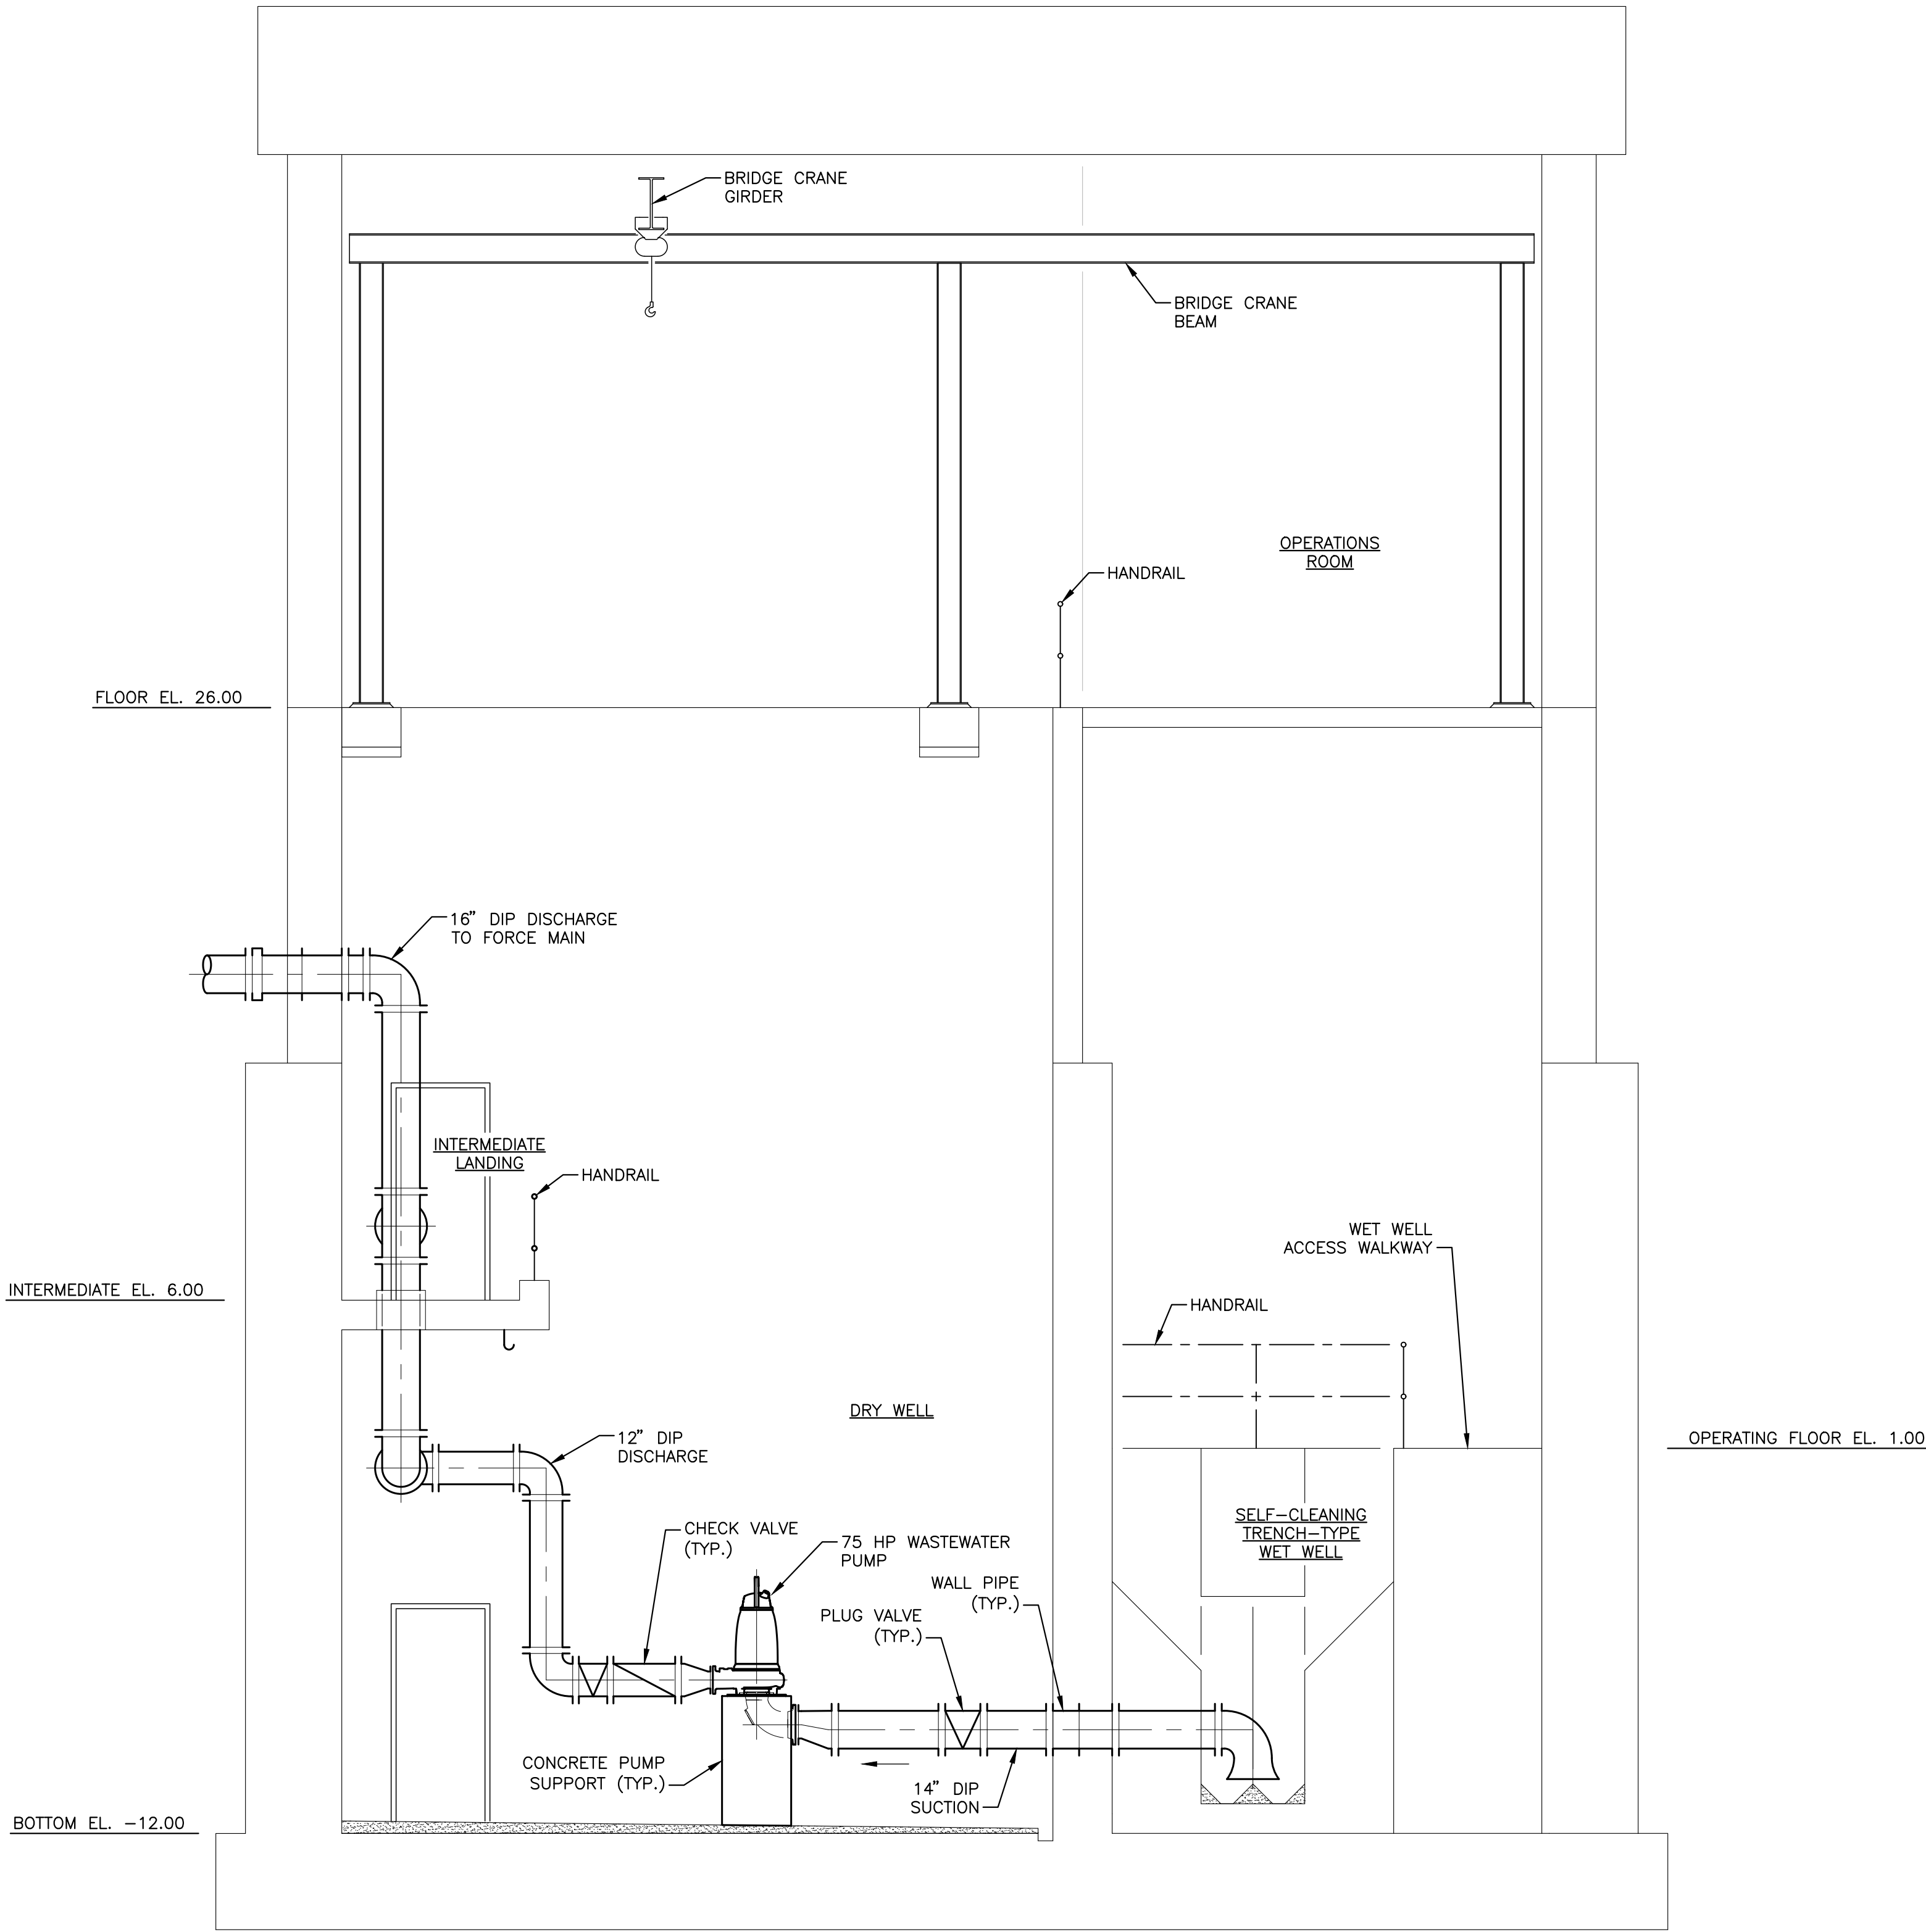 BRIDGE CRANE
GIRDER
BRIDGE CRANE
BEAM
OPERATIONS
ROOM
HANDRAIL
FLOOR EL. 26.00
16" DIP DISCHARGE
TO FORCE MAIN
INTERMEDIATE
LANDING
HANDRAIL
WET WELL
ACCESS WALKWAY
INTERMEDIATE EL. 6.00
HANDRAIL
DRY WELL
12" DIP
DISCHARGE
OPERATING FLOOR EL. 1.00
SELF-CLEANING
TRENCH-TYPE
WET WELL
CHECK VALVE
(TYP.)
75 HP WASTEWATER
PUMP
WALL PIPE
(TYP.)
PLUG VALVE
(TYP.)
CONCRETE PUMP
SUPPORT (TYP.)
14" DIP
SUCTION
BOTTOM EL. -12.00